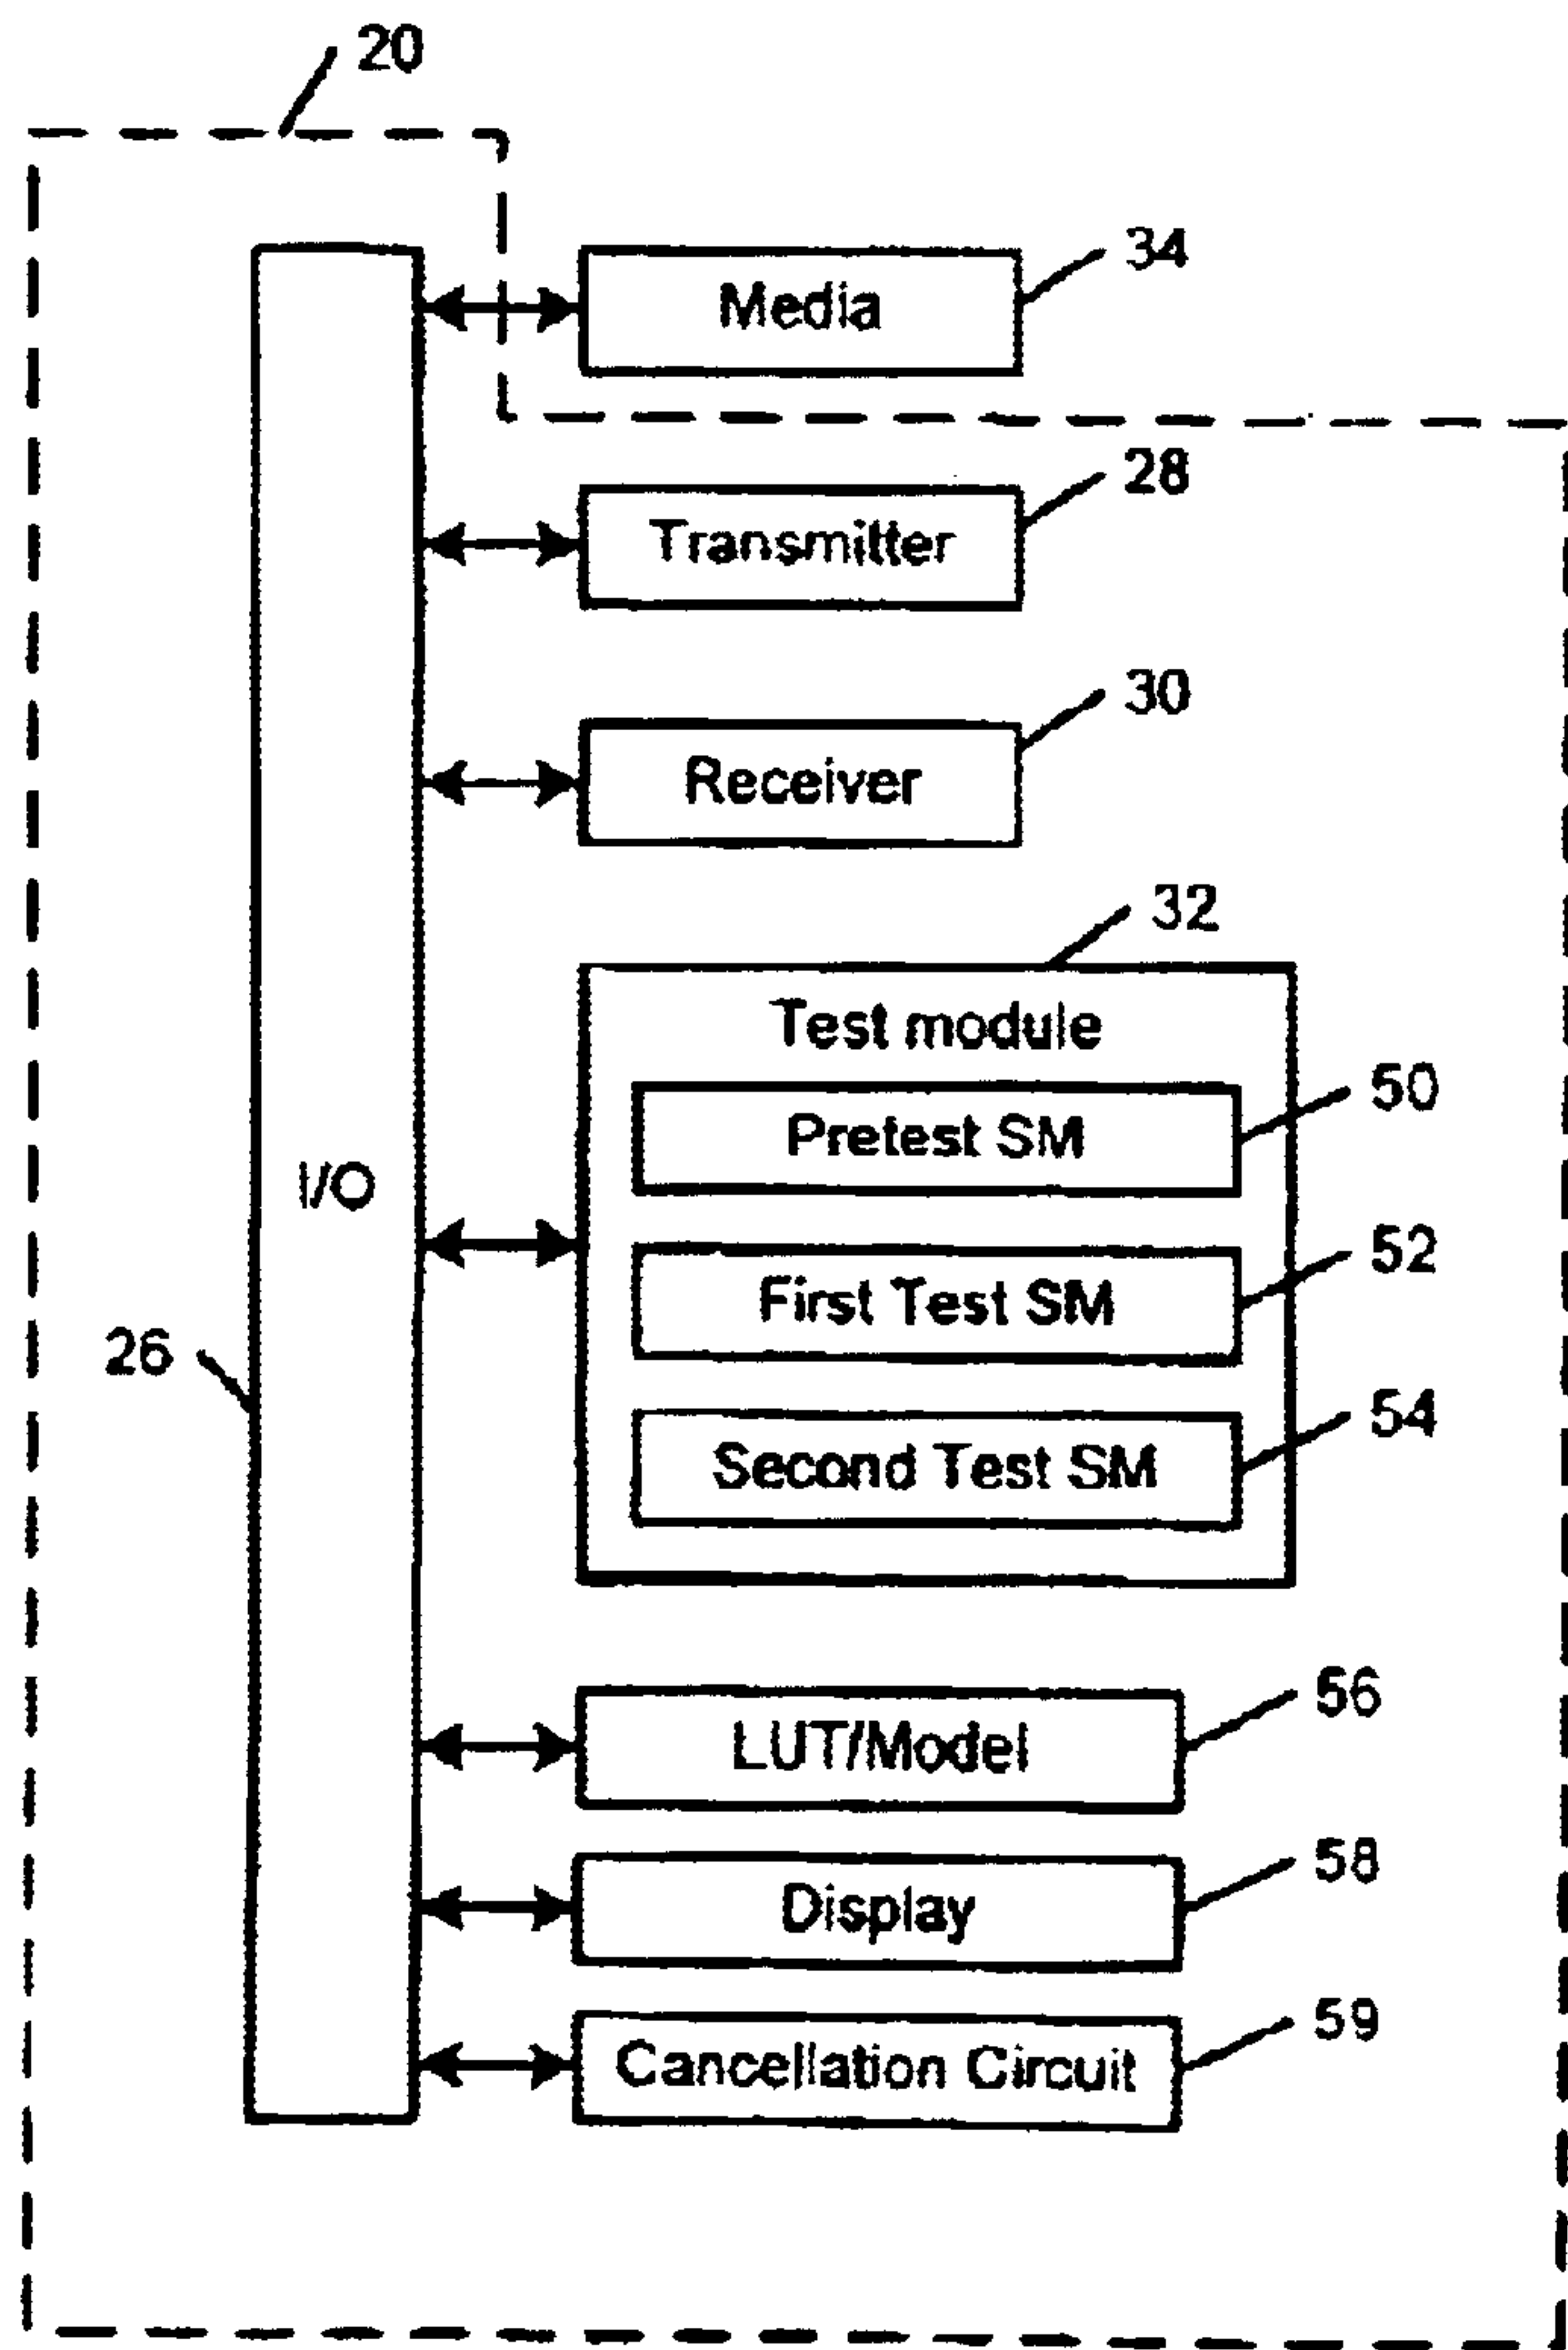 20
Media
34
Transmitter
28
Receiver
30
32
Test module
Pretest SM
50
I/O
First Test SM
52
26
Second Test SM
54
LUT/Model
56
Display
58
Cancellation Circuit
59